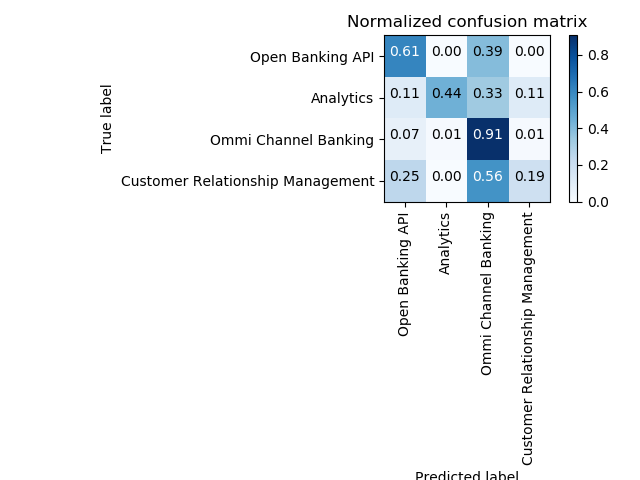 Normalized confusion matrix
True label
Open Banking API 0.61 0.00 0.39 0.00
Analytics 0.11 0.44 0.33 0.11
Ommi Channel Banking 0.07 0.01 0.91 0.01
Customer Relationship Management 0.25 0.00 0.56 0.19
0.8
0.6
0.4
0.2
0.0
Open Banking API
Analytics
Ommi Channel Banking
Customer Relationship Management
Predicted label